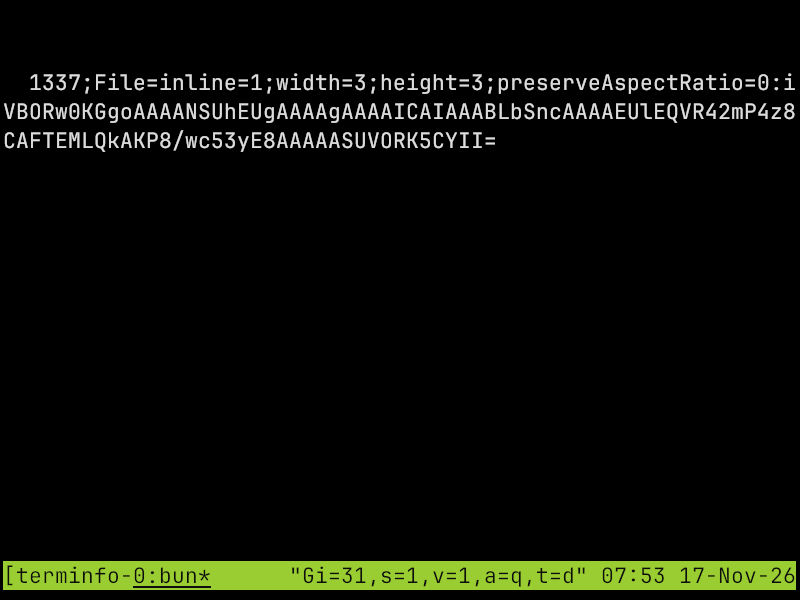 1337;File=inline=1;width=3;height=3;preserveAspectRatio=0:i
VBORw0KGgoAAAANSUhEUgAAAAgAAAAICAIAAABLbSncAAAAEUlEQVR42mP4z8
CAFTEMLQkAKP8/wc53yE8AAAAASUVORK5CYII=
[terminfo-0:bun* "Gi=31,s=1,v=1,a=q,t=d" 07:53 17-Nov-26